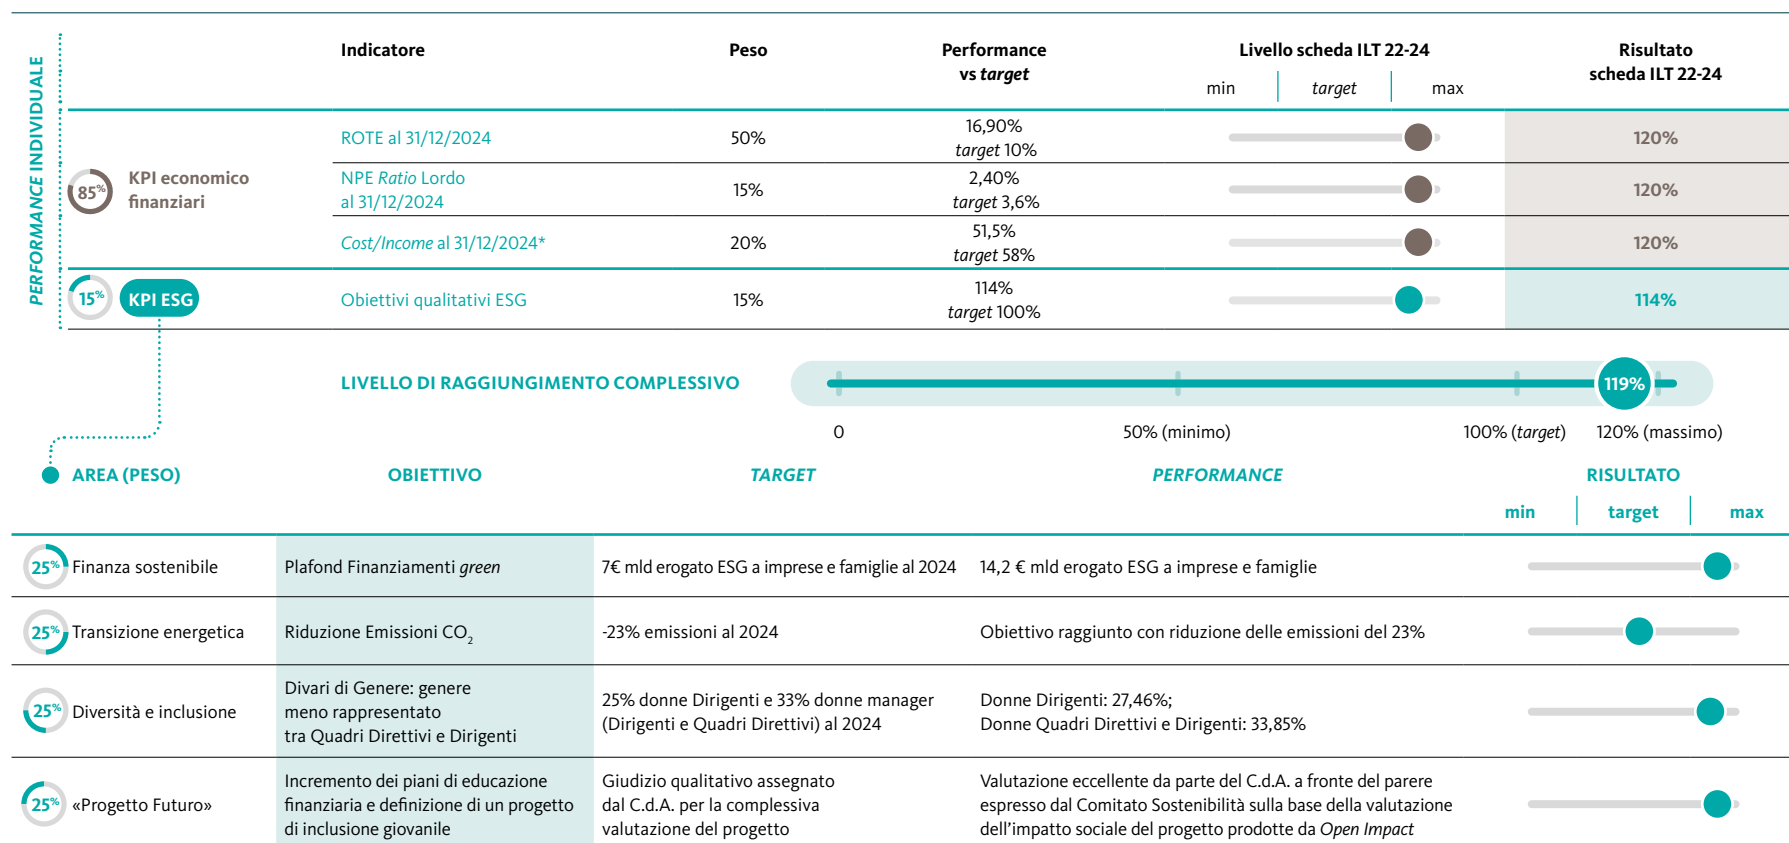 PERFORMANCE INDIVIDUALE
Indicatore
Peso
Performance
vs target
Livello scheda ILT 22-24
min
target
max
Risultato
scheda ILT 22-24
85%
KPI economico
finanziari
ROTE al 31/12/2024
50%
16,90%
target 10%
120%
NPE Ratio Lordo
al 31/12/2024
15%
2,40%
target 3,6%
120%
Cost/Income al 31/12/2024*
20%
51,5%
target 58%
120%
15%
KPI ESG
Obiettivi qualitativi ESG
15%
114%
target 100%
114%
LIVELLO DI RAGGIUNGIMENTO COMPLESSIVO
119%
0
50% (minimo)
100% (target)
120% (massimo)
AREA (PESO)
OBIETTIVO
TARGET
PERFORMANCE
RISULTATO
min
target
max
25%
Finanza sostenibile
Plafond Finanziamenti green
7€ mld erogato ESG a imprese e famiglie al 2024
14,2 € mld erogato ESG a imprese e famiglie
25%
Transizione energetica
Riduzione Emissioni CO₂
-23% emissioni al 2024
Obiettivo raggiunto con riduzione delle emissioni del 23%
25%
Diversità e inclusione
Divari di Genere: genere
meno rappresentato
tra Quadri Direttivi e Dirigenti
25% donne Dirigenti e 33% donne manager
(Dirigenti e Quadri Direttivi) al 2024
Donne Dirigenti: 27,46%;
Donne Quadri Direttivi e Dirigenti: 33,85%
25%
«Progetto Futuro»
Incremento dei piani di educazione
finanziaria e definizione di un progetto
di inclusione giovanile
Giudizio qualitativo assegnato
dal C.d.A. per la complessiva
valutazione del progetto
Valutazione eccellente da parte del C.d.A. a fronte del parere
espresso dal Comitato Sostenibilità sulla base della valutazione
dell'impatto sociale del progetto prodotte da Open Impact